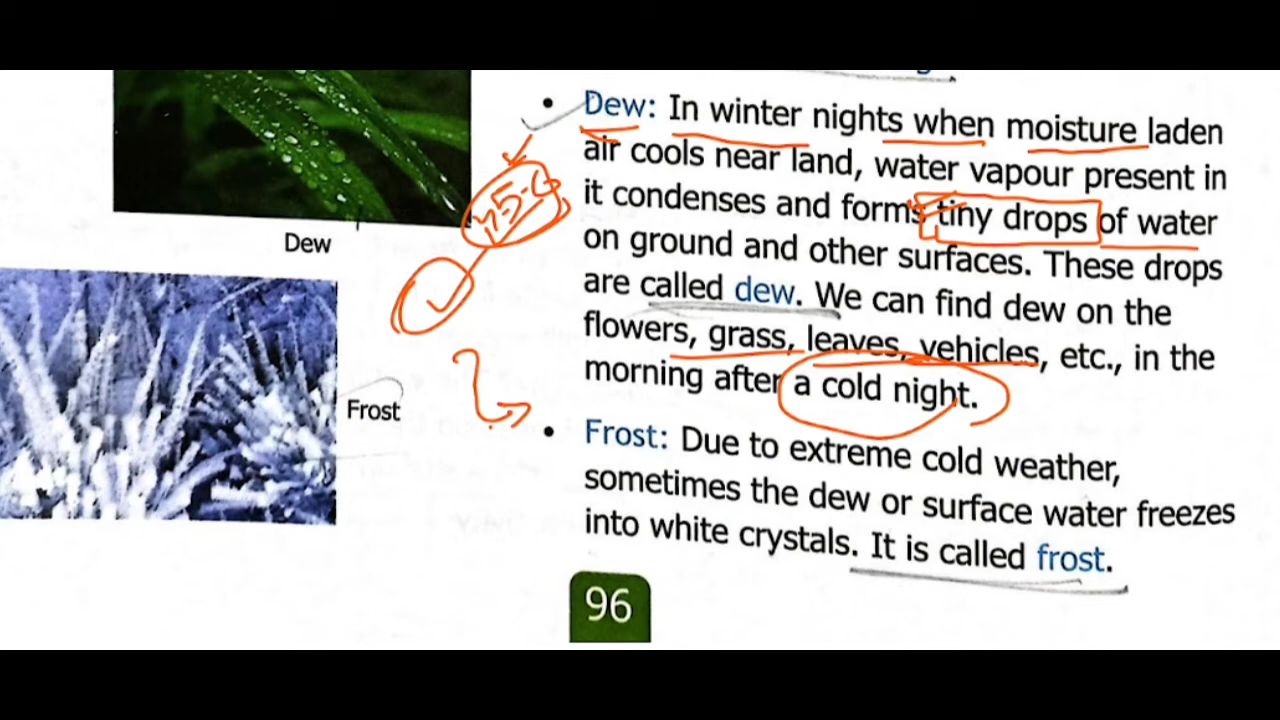 Dew: In winter nights when moisture laden
air cools near land, water vapour present in
it condenses and forms tiny drops of water
on ground and other surfaces. These drops
are called dew. We can find dew on the
flowers, grass, leaves, vehicles, etc., in the
morning after a cold night.
Frost: Due to extreme cold weather,
sometimes the dew or surface water freezes
into white crystals. It is called frost.
Dew
Frost
96